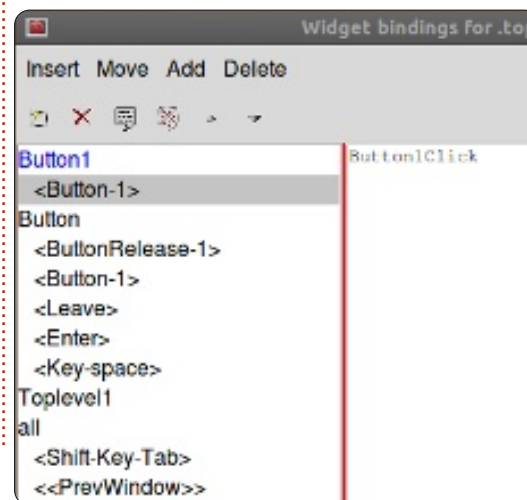 Widget bindings for .to
Insert Move Add Delete
Button1
<Button-1>
Button
<ButtonRelease-1>
<Button-1>
<Leave>
<Enter>
<Key-space>
Toplevel1
all
<Shift-Key-Tab>
<<PrevWindow>>
Button1Click